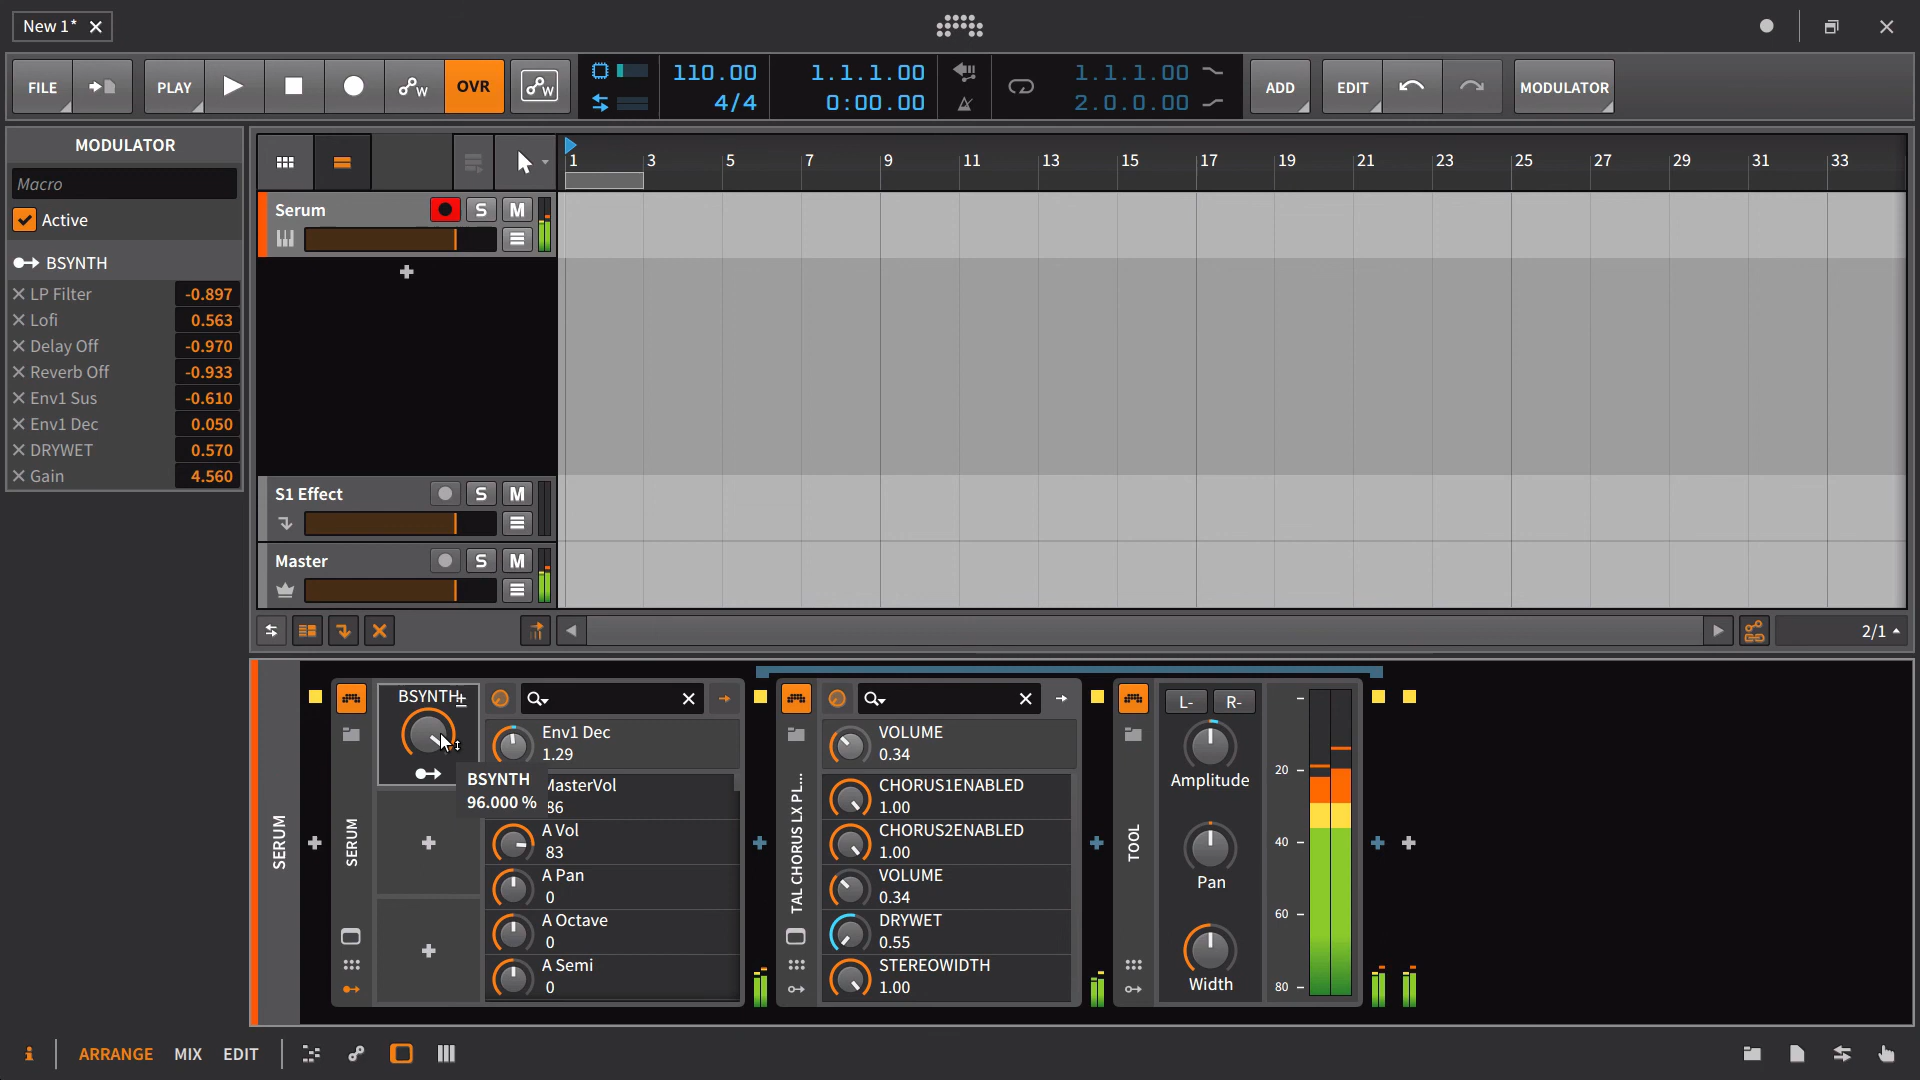 New 1*
FILE
PLAY
OVR
110.00
4/4
1.1.1.00
0:00.00
1.1.1.00
2.0.0.00
ADD
EDIT
MODULATOR
MODULATOR
Macro
Active
BSYNTH
LP Filter -0.897
Lofi 0.563
Delay Off -0.970
Reverb Off -0.933
Env1 Sus -0.610
Env1 Dec 0.050
DRYWET 0.570
Gain 4.560
1 3 5 7 9 11 13 15 17 19 21 23 25 27 29 31 33
Serum
S M
S1 Effect
S M
Master
S M
2/1
SERUM
SERUM
BSYNTH
BSYNTH
96.000 %
Env1 Dec
1.29
MasterVol
86
A Vol
83
A Pan
0
A Octave
0
A Semi
0
TAL CHORUS LX PL...
VOLUME
0.34
CHORUS1ENABLED
1.00
CHORUS2ENABLED
1.00
VOLUME
0.34
DRYWET
0.55
STEREOWIDTH
1.00
TOOL
L- R-
Amplitude
Pan
Width
20
40
60
80
i
ARRANGE MIX EDIT